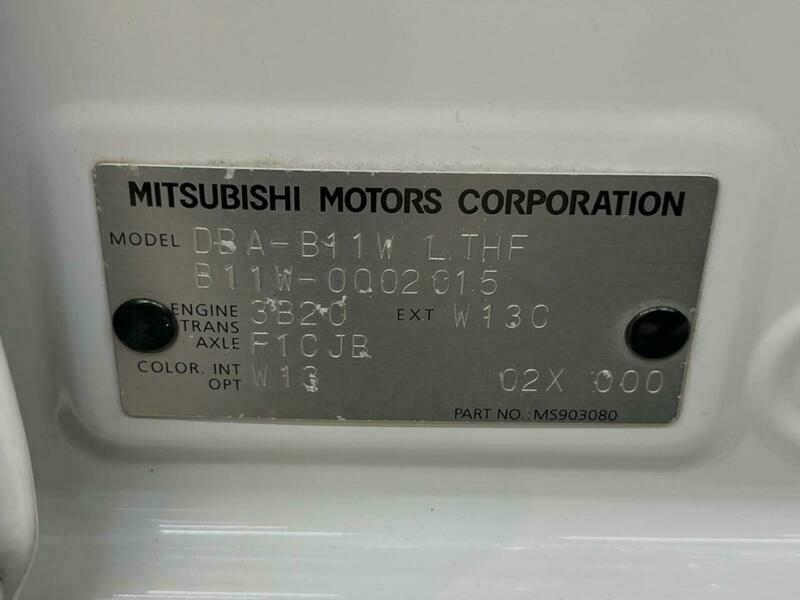 MITSUBISHI MOTORS CORPORATION
MODEL DBA-B11W LTHF
B11W-0002015
ENGINE 3B20 EXT W13C
TRANS
AXLE F1CJB
COLOR. INT W13
OPT 02X 000
PART NO.: MS903080